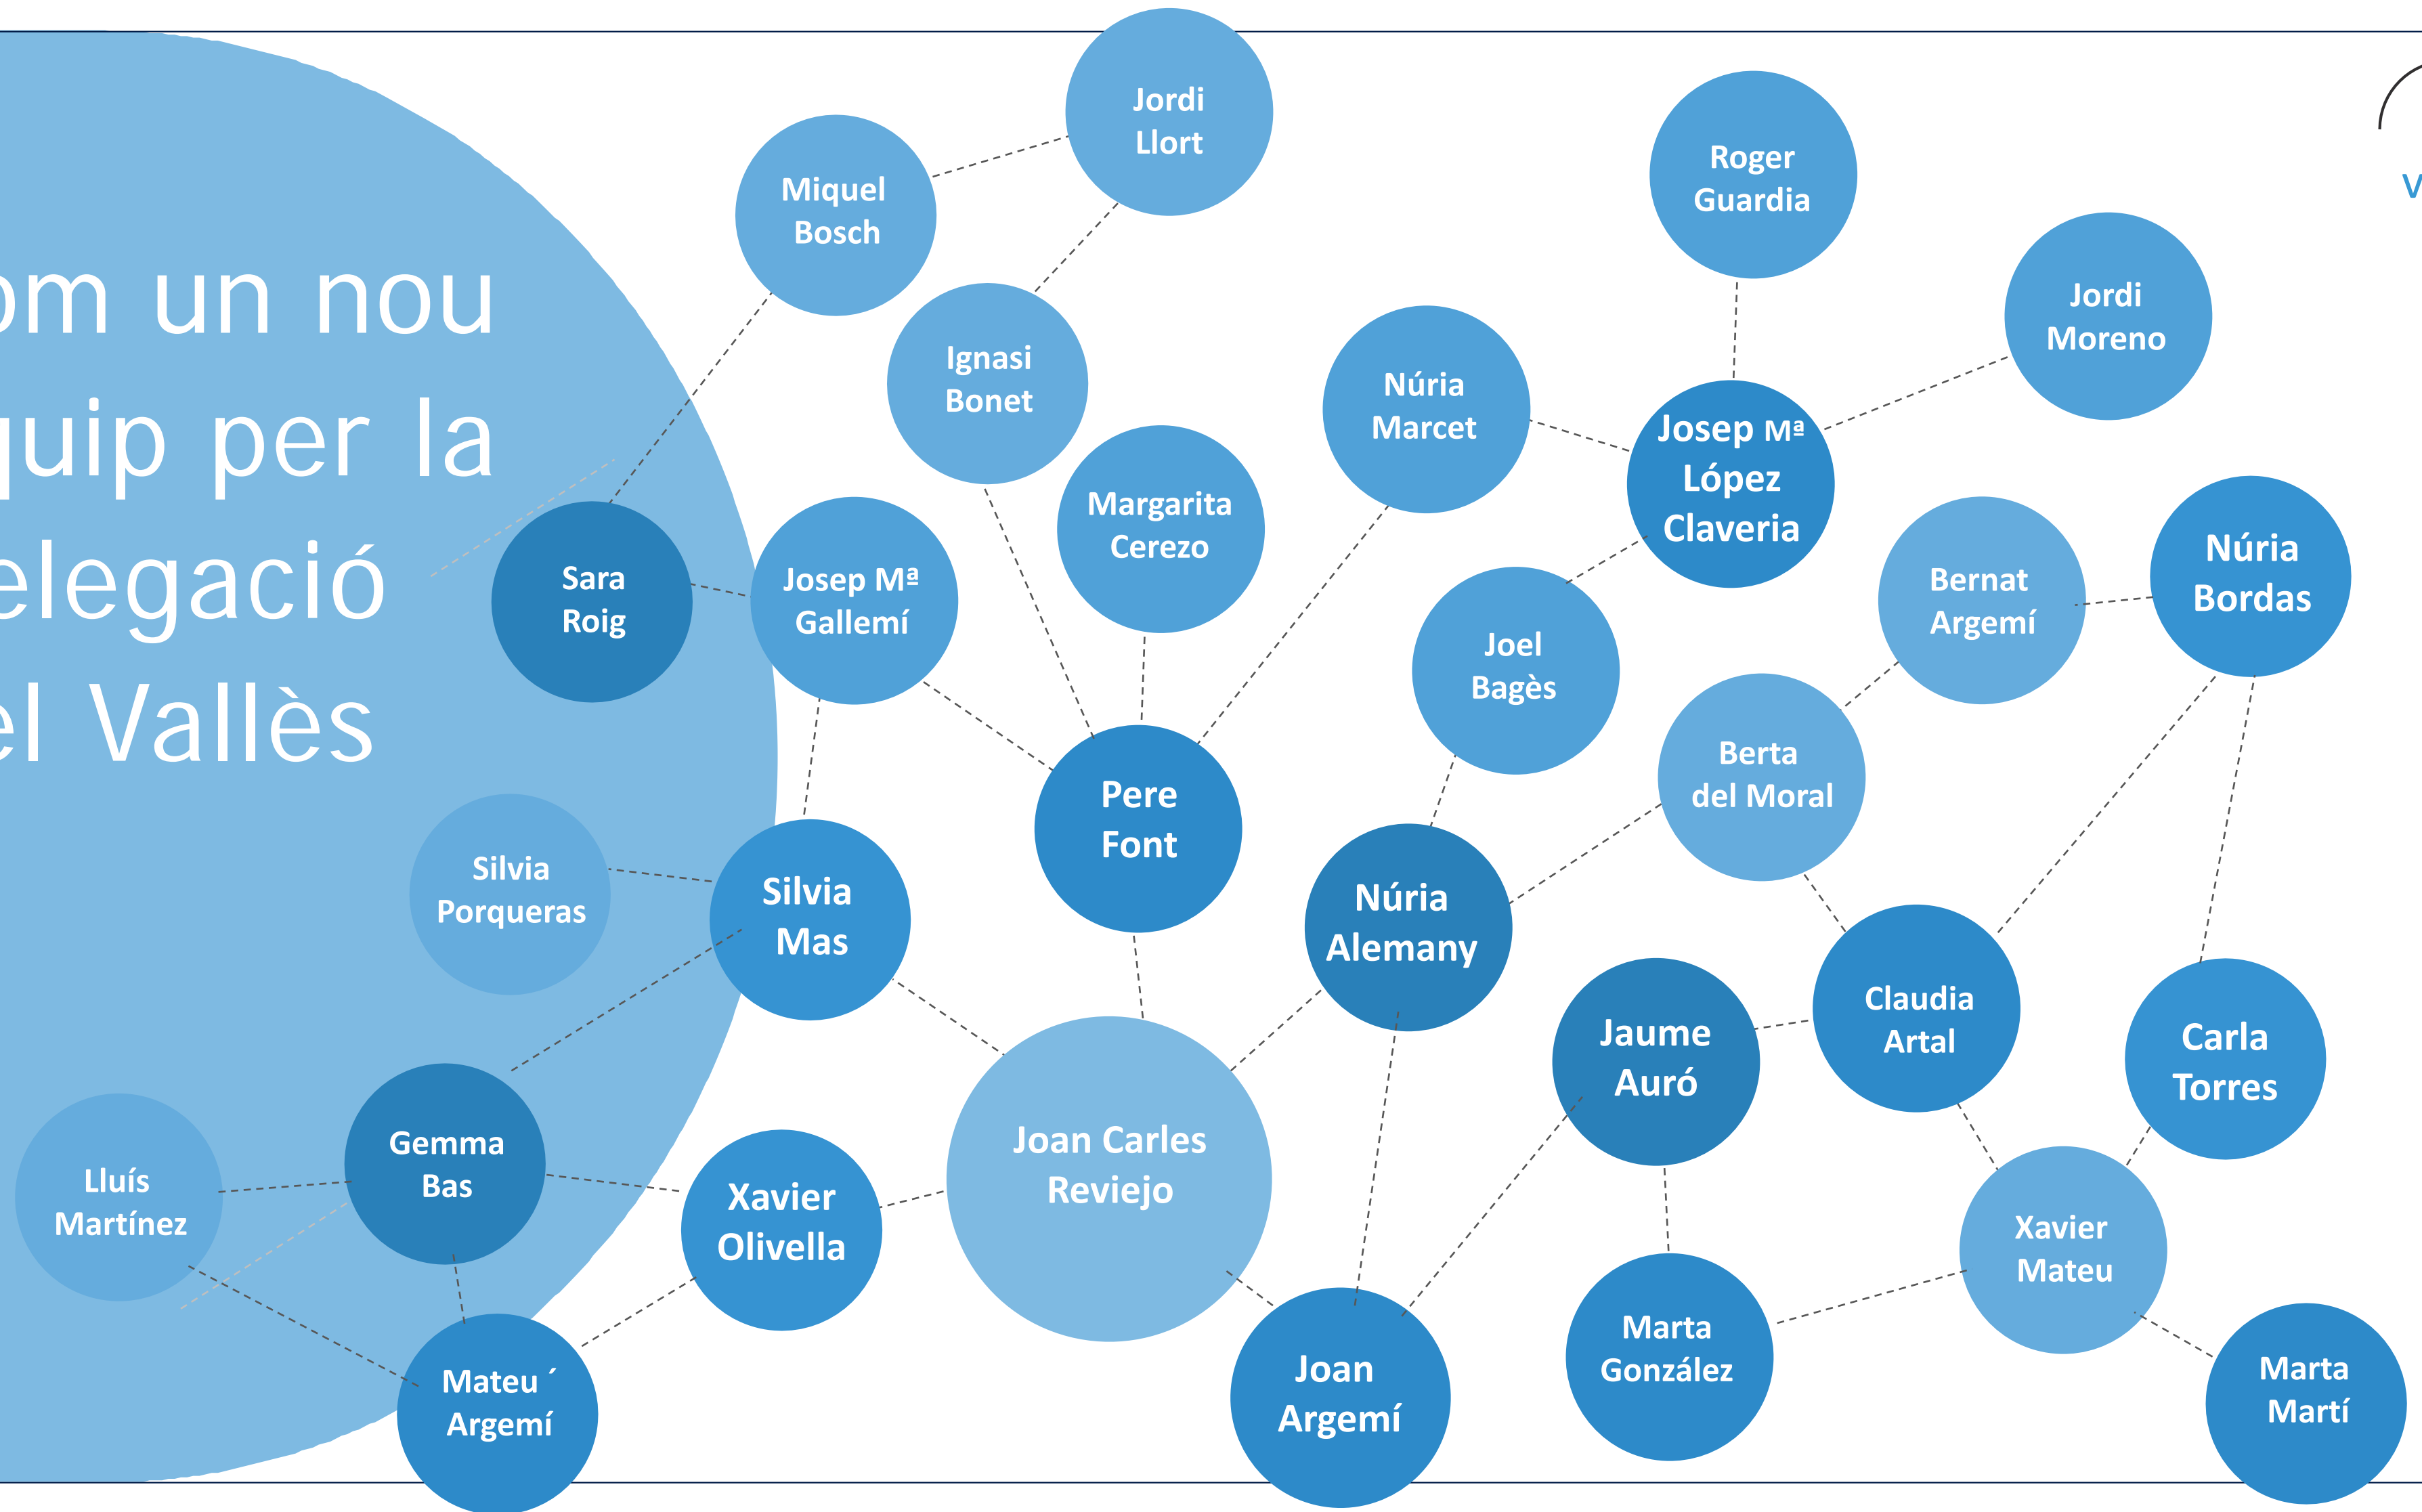 om un nou
quip per la
elegació
el Vallès
Jordi
Llort
Miquel
Bosch
Roger
Guardia
Jordi
Moreno
Ignasi
Bonet
Núria
Marcet
Josep Mª
López
Claveria
Margarita
Cerezo
Sara
Roig
Josep Mª
Gallemí
Bernat
Argemí
Núria
Bordas
Joel
Bagès
Berta
del Moral
Pere
Font
Silvia
Porqueras
Silvia
Mas
Núria
Alemany
Jaume
Auró
Claudia
Artal
Carla
Torres
Joan Carles
Reviejo
Gemma
Bas
Lluís
Martínez
Xavier
Olivella
Xavier
Mateu
Mateu ´
Argemí
Joan
Argemí
Marta
González
Marta
Martí